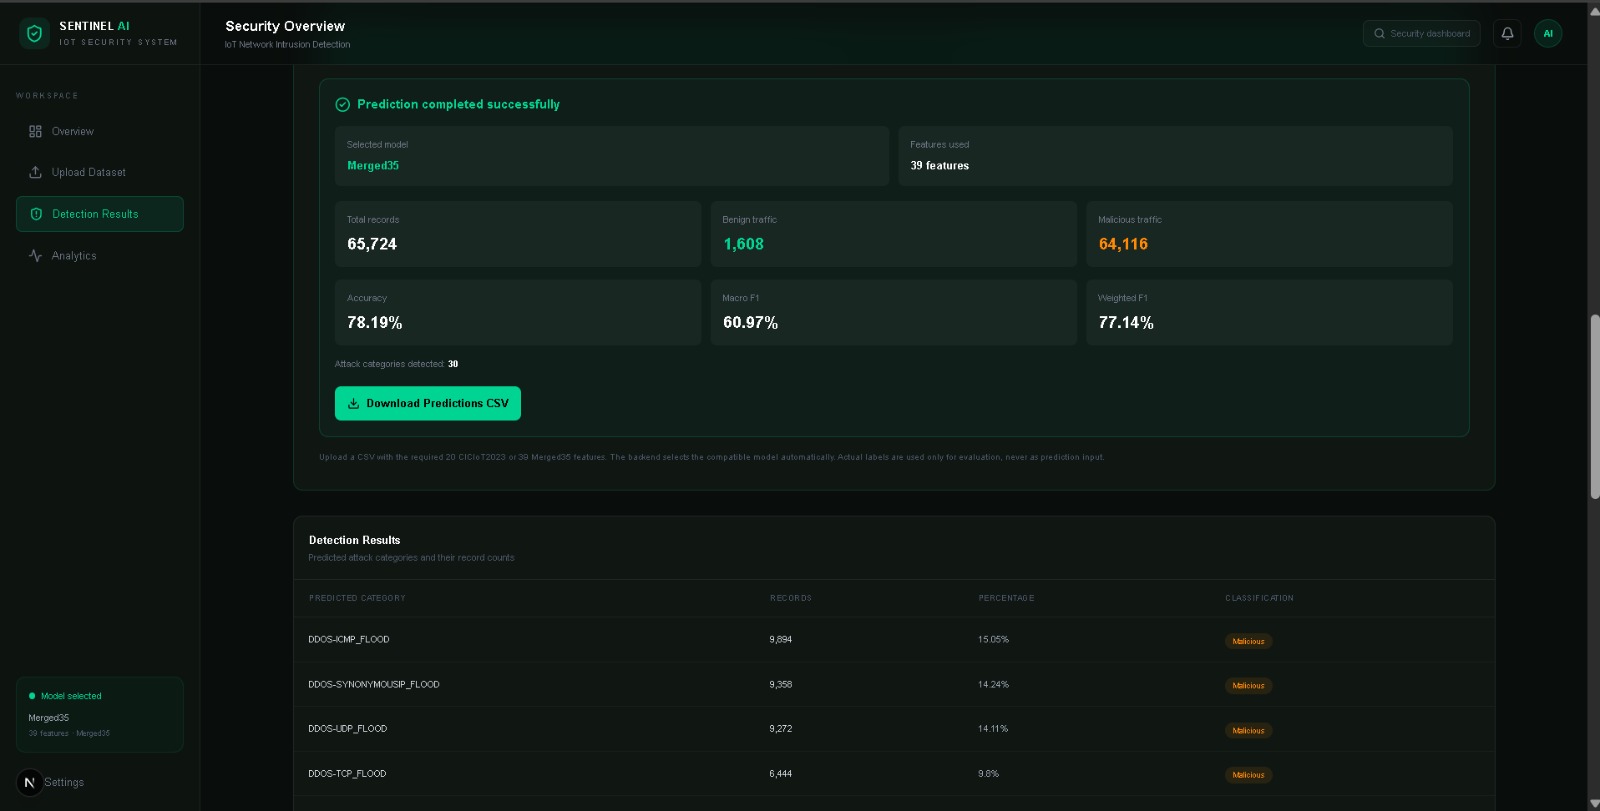 SENTINEL AI
IOT SECURITY SYSTEM
Security Overview
IoT Network Intrusion Detection
Security dashboard
AI
WORKSPACE
Overview
Upload Dataset
Detection Results
Analytics
Model selected
Merged35
39 features · Merged35
N Settings
Prediction completed successfully
Selected model
Merged35
Features used
39 features
Total records
65,724
Benign traffic
1,608
Malicious traffic
64,116
Accuracy
78.19%
Macro F1
60.97%
Weighted F1
77.14%
Attack categories detected: 30
Download Predictions CSV
Upload a CSV with the required 20 CICIoT2023 or 39 Merged35 features. The backend selects the compatible model automatically. Actual labels are used only for evaluation, never as prediction input.
Detection Results
Predicted attack categories and their record counts
PREDICTED CATEGORY RECORDS PERCENTAGE CLASSIFICATION
DDOS-ICMP_FLOOD 9,894 15.05% Malicious
DDOS-SYNONYMOUSIP_FLOOD 9,358 14.24% Malicious
DDOS-UDP_FLOOD 9,272 14.11% Malicious
DDOS-TCP_FLOOD 6,444 9.8% Malicious